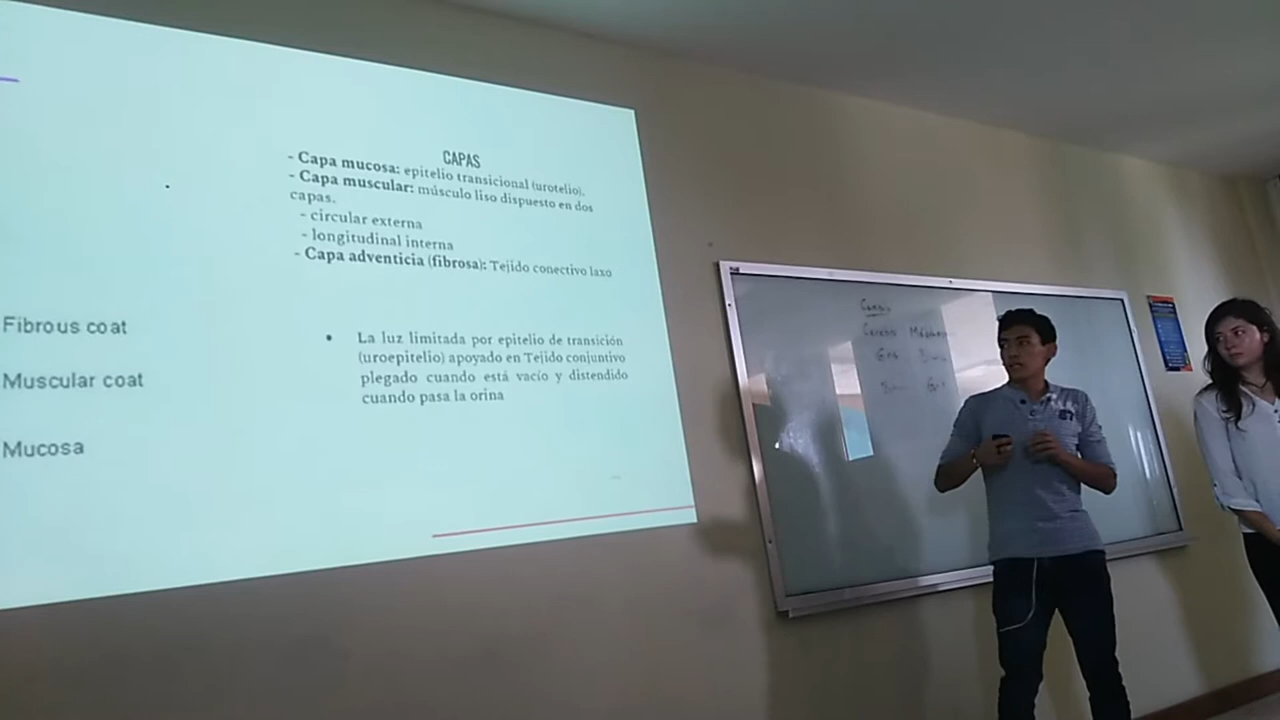 CAPAS
- Capa mucosa: epitelio transicional (urotelio).
- Capa muscular: músculo liso dispuesto en dos
capas.
- circular externa
- longitudinal interna
- Capa adventicia (fibrosa): Tejido conectivo laxo
• La luz limitada por epitelio de transición
(uroepitelio) apoyado en Tejido conjuntivo
plegado cuando está vacío y distendido
cuando pasa la orina
Fibrous coat
Muscular coat
Mucosa
Cerebro
Gris